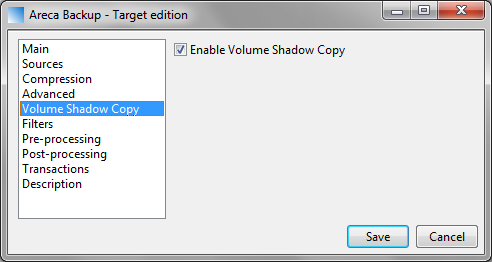 Areca Backup - Target edition
Main
Sources
Compression
Advanced
Volume Shadow Copy
Filters
Pre-processing
Post-processing
Transactions
Description
Enable Volume Shadow Copy
Save Cancel